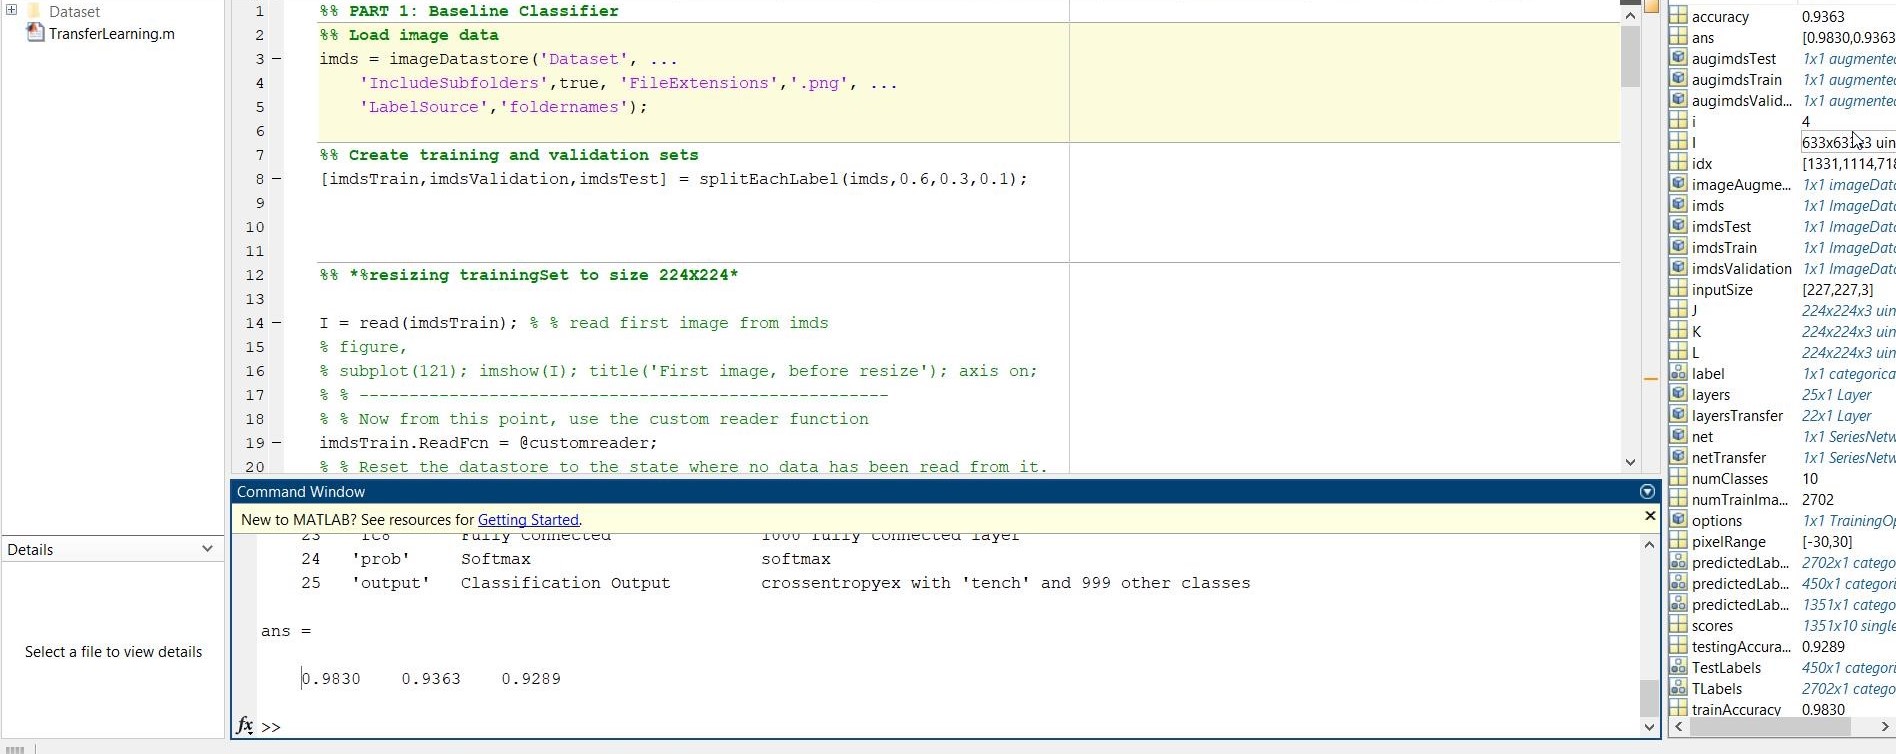 Dataset
TransferLearning.m
Details
Select a file to view details
1 %% PART 1: Baseline Classifier
2 %% Load image data
3 – imds = imageDatastore('Dataset', ...
4 'IncludeSubfolders',true, 'FileExtensions','.png', ...
5 'LabelSource','foldernames');
6
7 %% Create training and validation sets
8 – [imdsTrain,imdsValidation,imdsTest] = splitEachLabel(imds,0.6,0.3,0.1);
9
10
11
12 %% *%resizing trainingSet to size 224X224*
13
14 – I = read(imdsTrain); % % read first image from imds
15 % figure,
16 % subplot(121); imshow(I); title('First image, before resize'); axis on;
17 % % -----------------------------------------------------
18 % % Now from this point, use the custom reader function
19 – imdsTrain.ReadFcn = @customreader;
20 % % Reset the datastore to the state where no data has been read from it.
Command Window
New to MATLAB? See resources for Getting Started.
23 'fc8' Fully Connected 1000 fully connected layer
24 'prob' Softmax softmax
25 'output' Classification Output crossentropyex with 'tench' and 999 other classes
ans =
0.9830 0.9363 0.9289
fx >>
accuracy 0.9363
ans [0.9830,0.9363
augimdsTest 1x1 augmented
augimdsTrain 1x1 augmented
augimdsValid... 1x1 augmented
i 4
I 633x633x3 uin
idx [1331,1114,718
imageAugme... 1x1 imageData
imds 1x1 ImageData
imdsTest 1x1 ImageData
imdsTrain 1x1 ImageData
imdsValidation 1x1 ImageData
inputSize [227,227,3]
J 224x224x3 uin
K 224x224x3 uin
L 224x224x3 uin
label 1x1 categorica
layers 25x1 Layer
layersTransfer 22x1 Layer
net 1x1 SeriesNetw
netTransfer 1x1 SeriesNetw
numClasses 10
numTrainIma... 2702
options 1x1 TrainingOp
pixelRange [-30,30]
predictedLab... 2702x1 catego
predictedLab... 450x1 categori
predictedLab... 1351x1 catego
scores 1351x10 single
testingAccura... 0.9289
TestLabels 450x1 categori
TLabels 2702x1 catego
trainAccuracy 0.9830